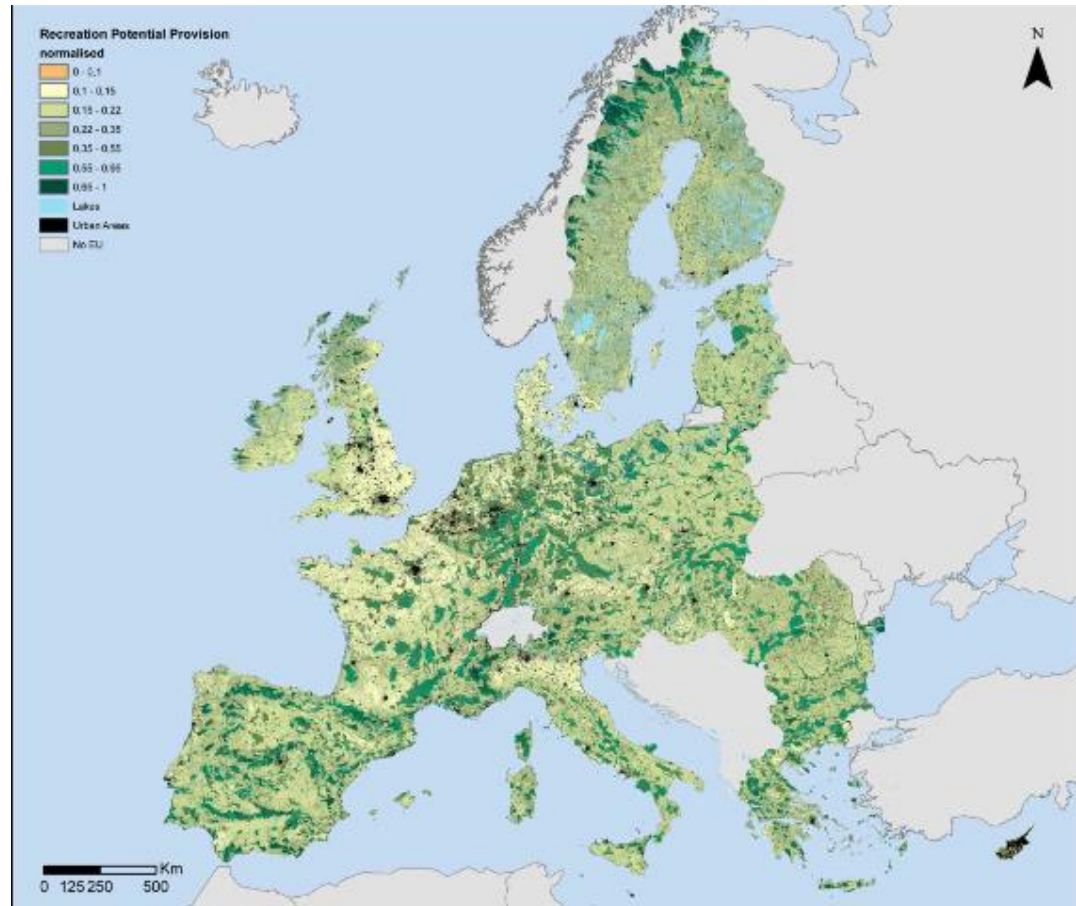 Recreation Potential Provision
normalised
0 - 0.1
0.1 - 0.15
0.15 - 0.22
0.22 - 0.35
0.35 - 0.55
0.55 - 0.65
0.65 - 1
Lakes
Urban Areas
No EU
N
Km
0 125 250 500